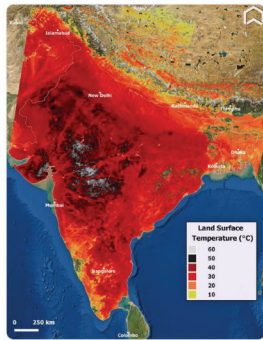 Kabul
Islamabad
New Delhi
Kathmandu
Thimphu
Dhaka
Kolkata
Mumbai
Bangalore
Colombo
Land Surface
Temperature (°C)
60
50
40
30
20
10
0 250 km